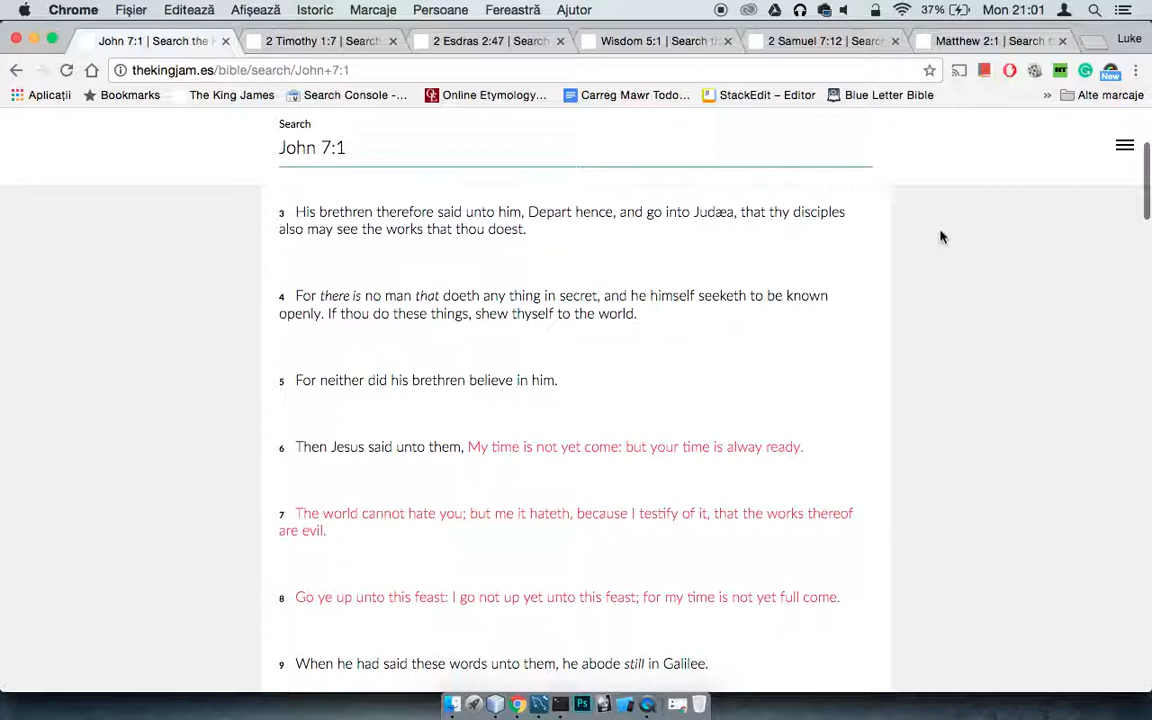 Chrome Fișier Editează Afișează Istoric Marcaje Persoane Fereastră Ajutor 37% Mon 21:01
John 7:1 | Search the 2 Timothy 1:7 | Search 2 Esdras 2:47 | Search Wisdom 5:1 | Search th 2 Samuel 7:12 | Search Matthew 2:1 | Search t Luke
thekingjam.es/bible/search/John+7:1
New
Aplicații Bookmarks The King James Search Console -... Online Etymology... Carreg Mawr Todo... StackEdit – Editor Blue Letter Bible » Alte marcaje
Search
John 7:1
3 His brethren therefore said unto him, Depart hence, and go into Judæa, that thy disciples
also may see the works that thou doest.
4 For there is no man that doeth any thing in secret, and he himself seeketh to be known
openly. If thou do these things, shew thyself to the world.
5 For neither did his brethren believe in him.
6 Then Jesus said unto them, My time is not yet come: but your time is alway ready.
7 The world cannot hate you; but me it hateth, because I testify of it, that the works thereof
are evil.
8 Go ye up unto this feast: I go not up yet unto this feast; for my time is not yet full come.
9 When he had said these words unto them, he abode still in Galilee.
Ps